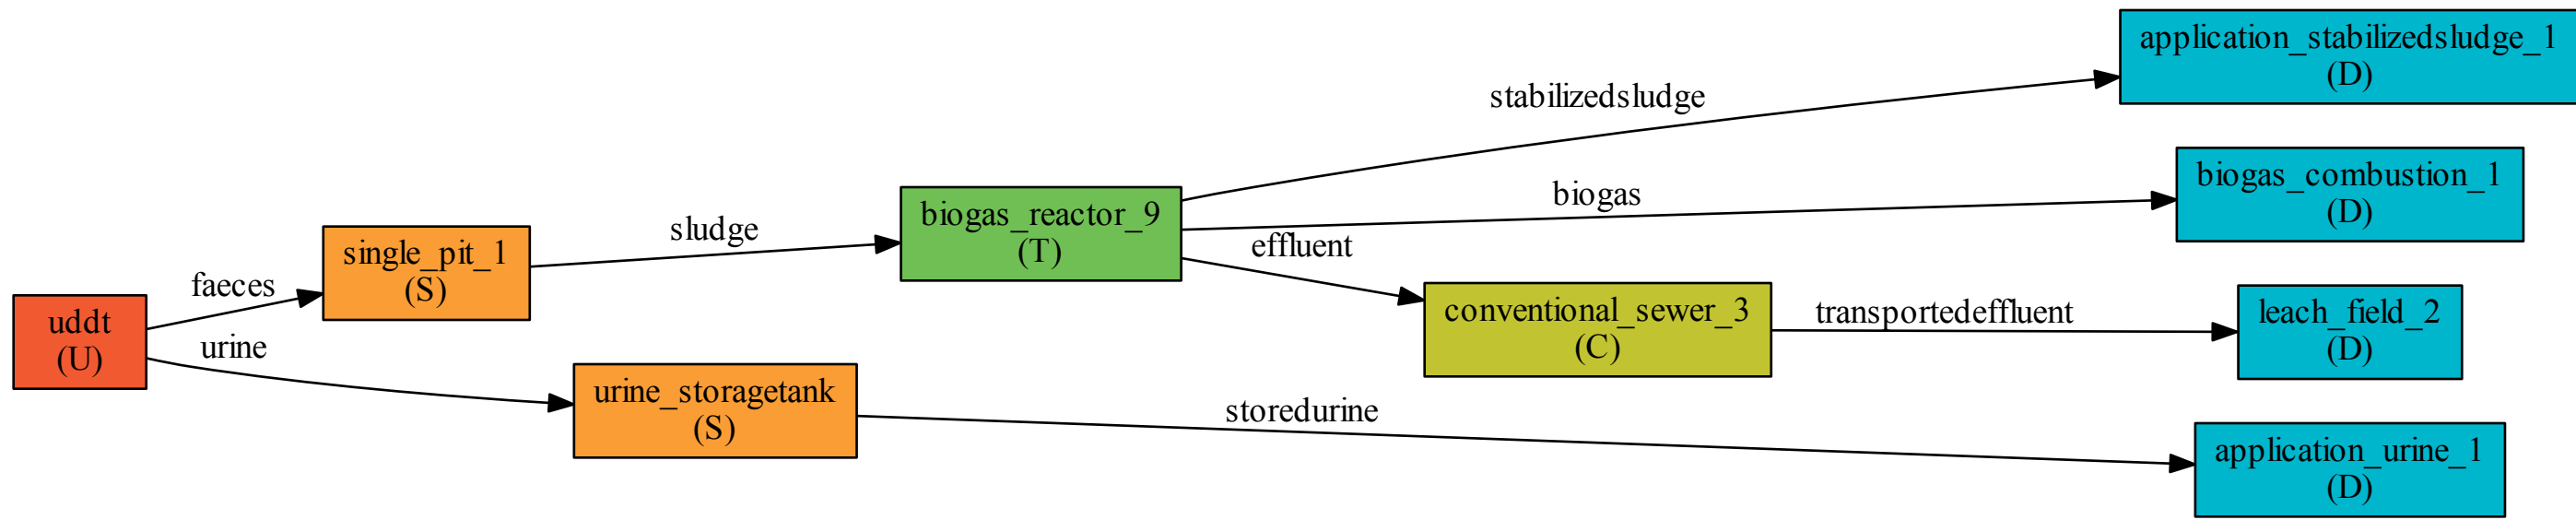 application_stabilizedsludge_1
(D)
stabilizedsludge
biogas_combustion_1
(D)
biogas
biogas_reactor_9
(T)
sludge
effluent
single_pit_1
(S)
faeces
conventional_sewer_3
(C)
transportedeffluent
leach_field_2
(D)
uddt
(U)
urine
urine_storagetank
(S)
storedurine
application_urine_1
(D)